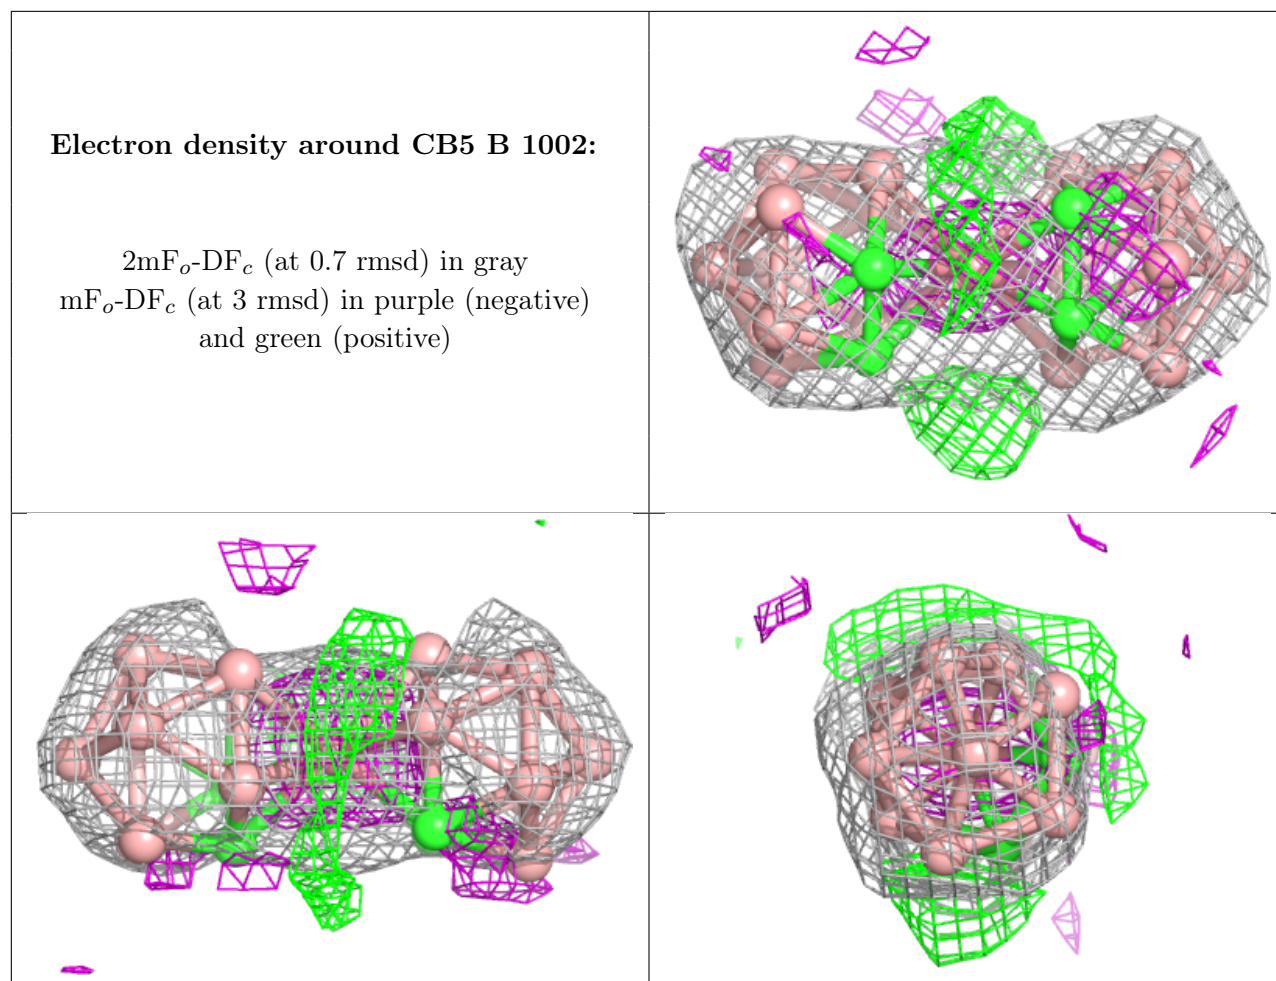 Electron density around CB5 B 1002:
2mFo-DFc (at 0.7 rmsd) in gray
mFo-DFc (at 3 rmsd) in purple (negative)
and green (positive)